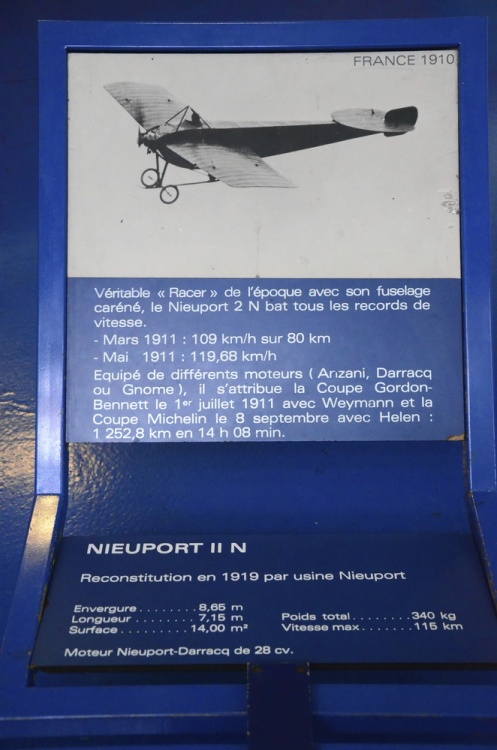 FRANCE 1910
Véritable « Racer » de l'époque avec son fuselage
caréné, le Nieuport 2 N bat tous les records de
vitesse.
- Mars 1911 : 109 km/h sur 80 km
- Mai 1911 : 119,68 km/h
Equipé de différents moteurs ( Anzani, Darracq
ou Gnome ), il s'attribue la Coupe Gordon-
Bennett le 1er juillet 1911 avec Weymann et la
Coupe Michelin le 8 septembre avec Helen :
1 252,8 km en 14 h 08 min.
NIEUPORT II N
Reconstitution en 1919 par usine Nieuport
Envergure ........ 8,65 m
Longueur ........ 7,15 m
Surface .......... 14,00 m²
Poids total ........ 340 kg
Vitesse max ....... 115 km
Moteur Nieuport-Darracq de 28 cv.